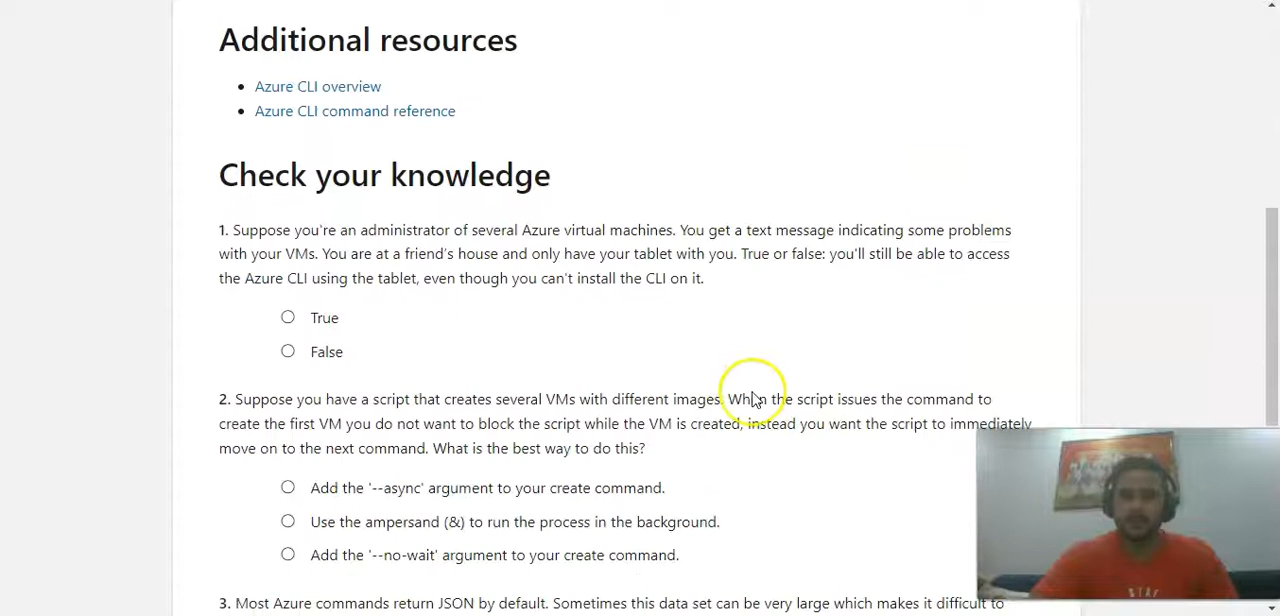 Additional resources
Azure CLI overview
Azure CLI command reference
Check your knowledge
1. Suppose you're an administrator of several Azure virtual machines. You get a text message indicating some problems
with your VMs. You are at a friend's house and only have your tablet with you. True or false: you'll still be able to access
the Azure CLI using the tablet, even though you can't install the CLI on it.
True
False
2. Suppose you have a script that creates several VMs with different images. When the script issues the command to
create the first VM you do not want to block the script while the VM is created, instead you want the script to immediately
move on to the next command. What is the best way to do this?
Add the '--async' argument to your create command.
Use the ampersand (&) to run the process in the background.
Add the '--no-wait' argument to your create command.
3. Most Azure commands return JSON by default. Sometimes this data set can be very large which makes it difficult to